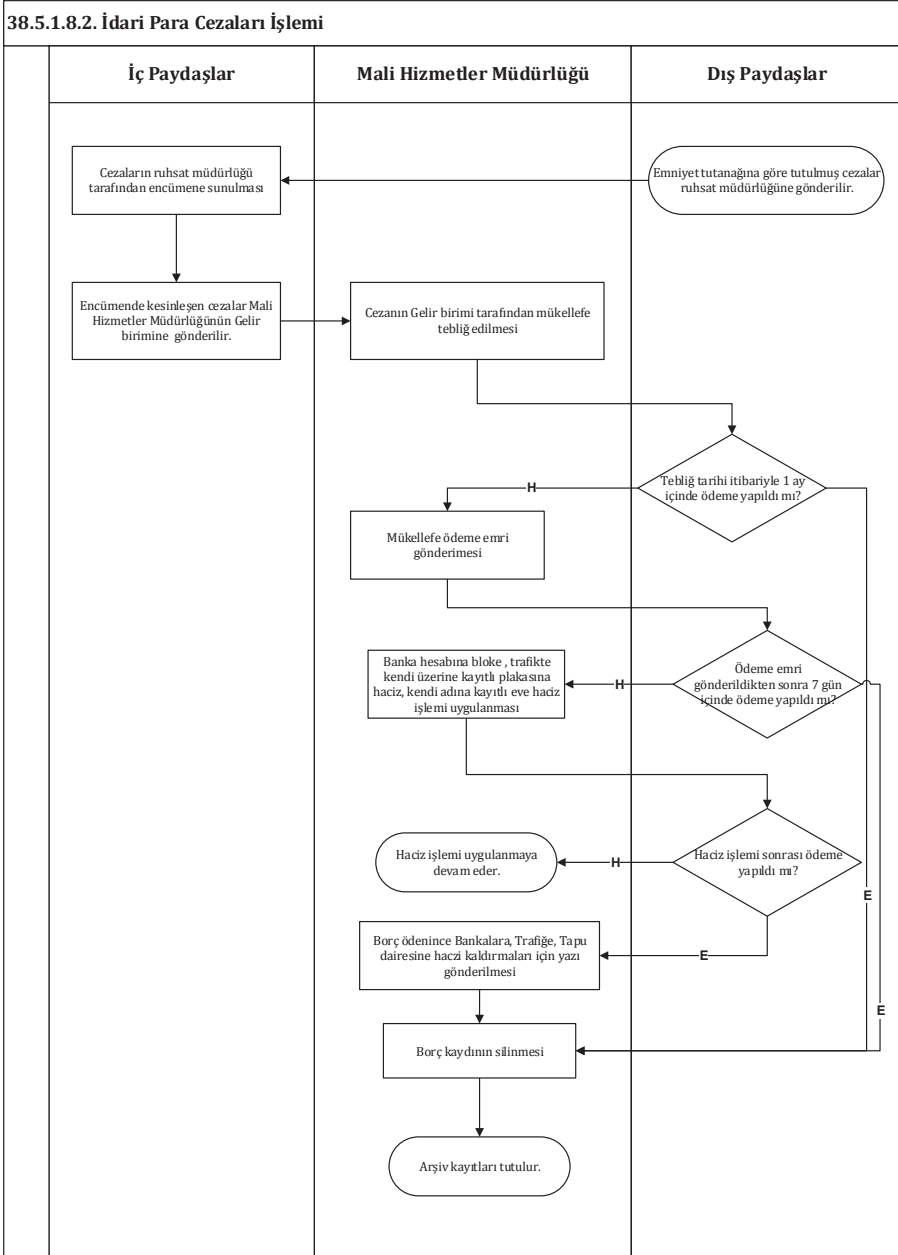 38.5.1.8.2. İdari Para Cezaları İşlemi
İç Paydaşlar
Mali Hizmetler Müdürlüğü
Dış Paydaşlar
Emniyet tutanağına göre tutulmuş cezalar
ruhsat müdürlüğüne gönderilir.
Cezaların ruhsat müdürlüğü
tarafından encümene sunulması
Encümende kesinleşen cezalar Mali
Hizmetler Müdürlüğünün Gelir
birimine gönderilir.
Cezanın Gelir birimi tarafından mükellefe
tebliğ edilmesi
Tebliğ tarihi itibariyle 1 ay
içinde ödeme yapıldı mı?
H
Mükellefe ödeme emri
gönderimesi
Ödeme emri
gönderildikten sonra 7 gün
içinde ödeme yapıldı mı?
H
Banka hesabına bloke , trafikte
kendi üzerine kayıtlı plakasına
haciz, kendi adına kayıtlı eve haciz
işlemi uygulanması
Haciz işlemi sonrası ödeme
yapıldı mı?
H
Haciz işlemi uygulanmaya
devam eder.
E
E
Borç ödenince Bankalara, Trafiğe, Tapu
dairesine haczi kaldırmaları için yazı
gönderilmesi
E
Borç kaydının silinmesi
Arşiv kayıtları tutulur.